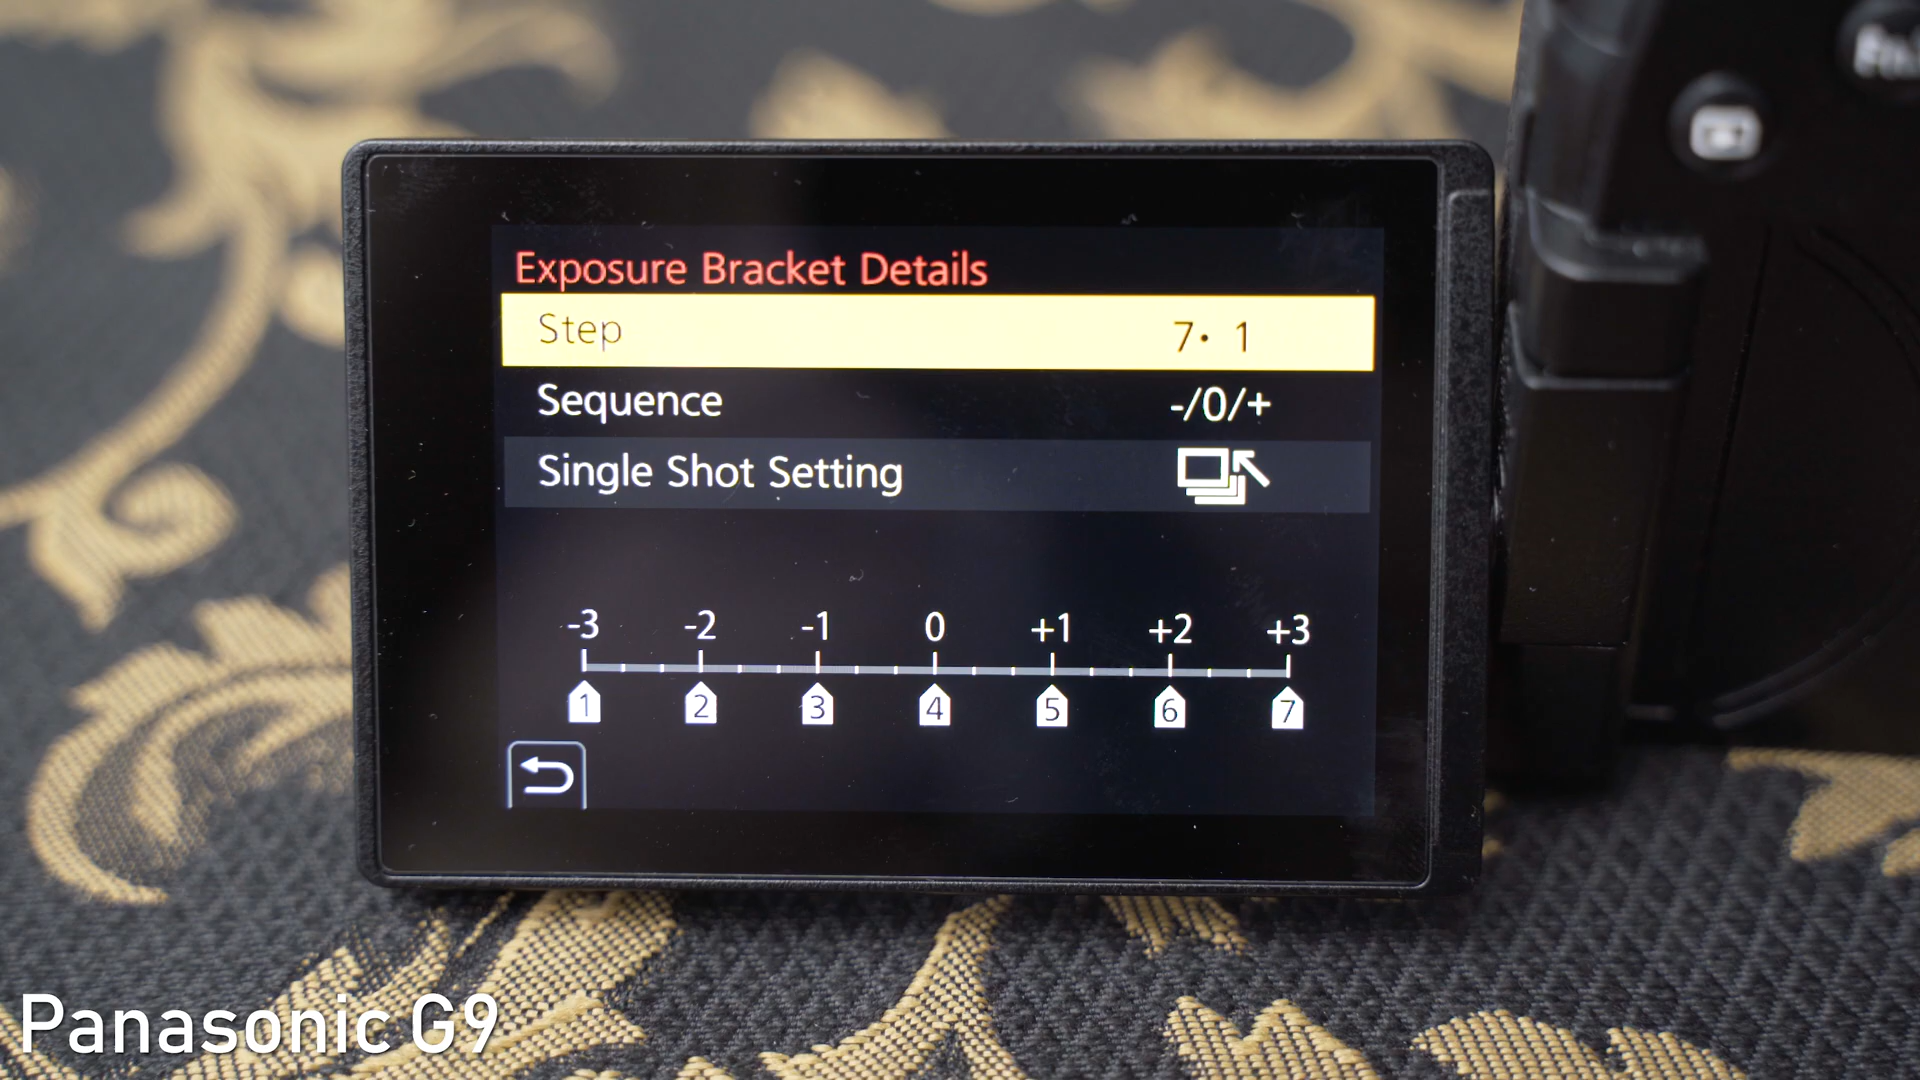 Exposure Bracket Details
Step 7• 1
Sequence -/0/+
Single Shot Setting
-3 -2 -1 0 +1 +2 +3
1 2 3 4 5 6 7
Panasonic G9